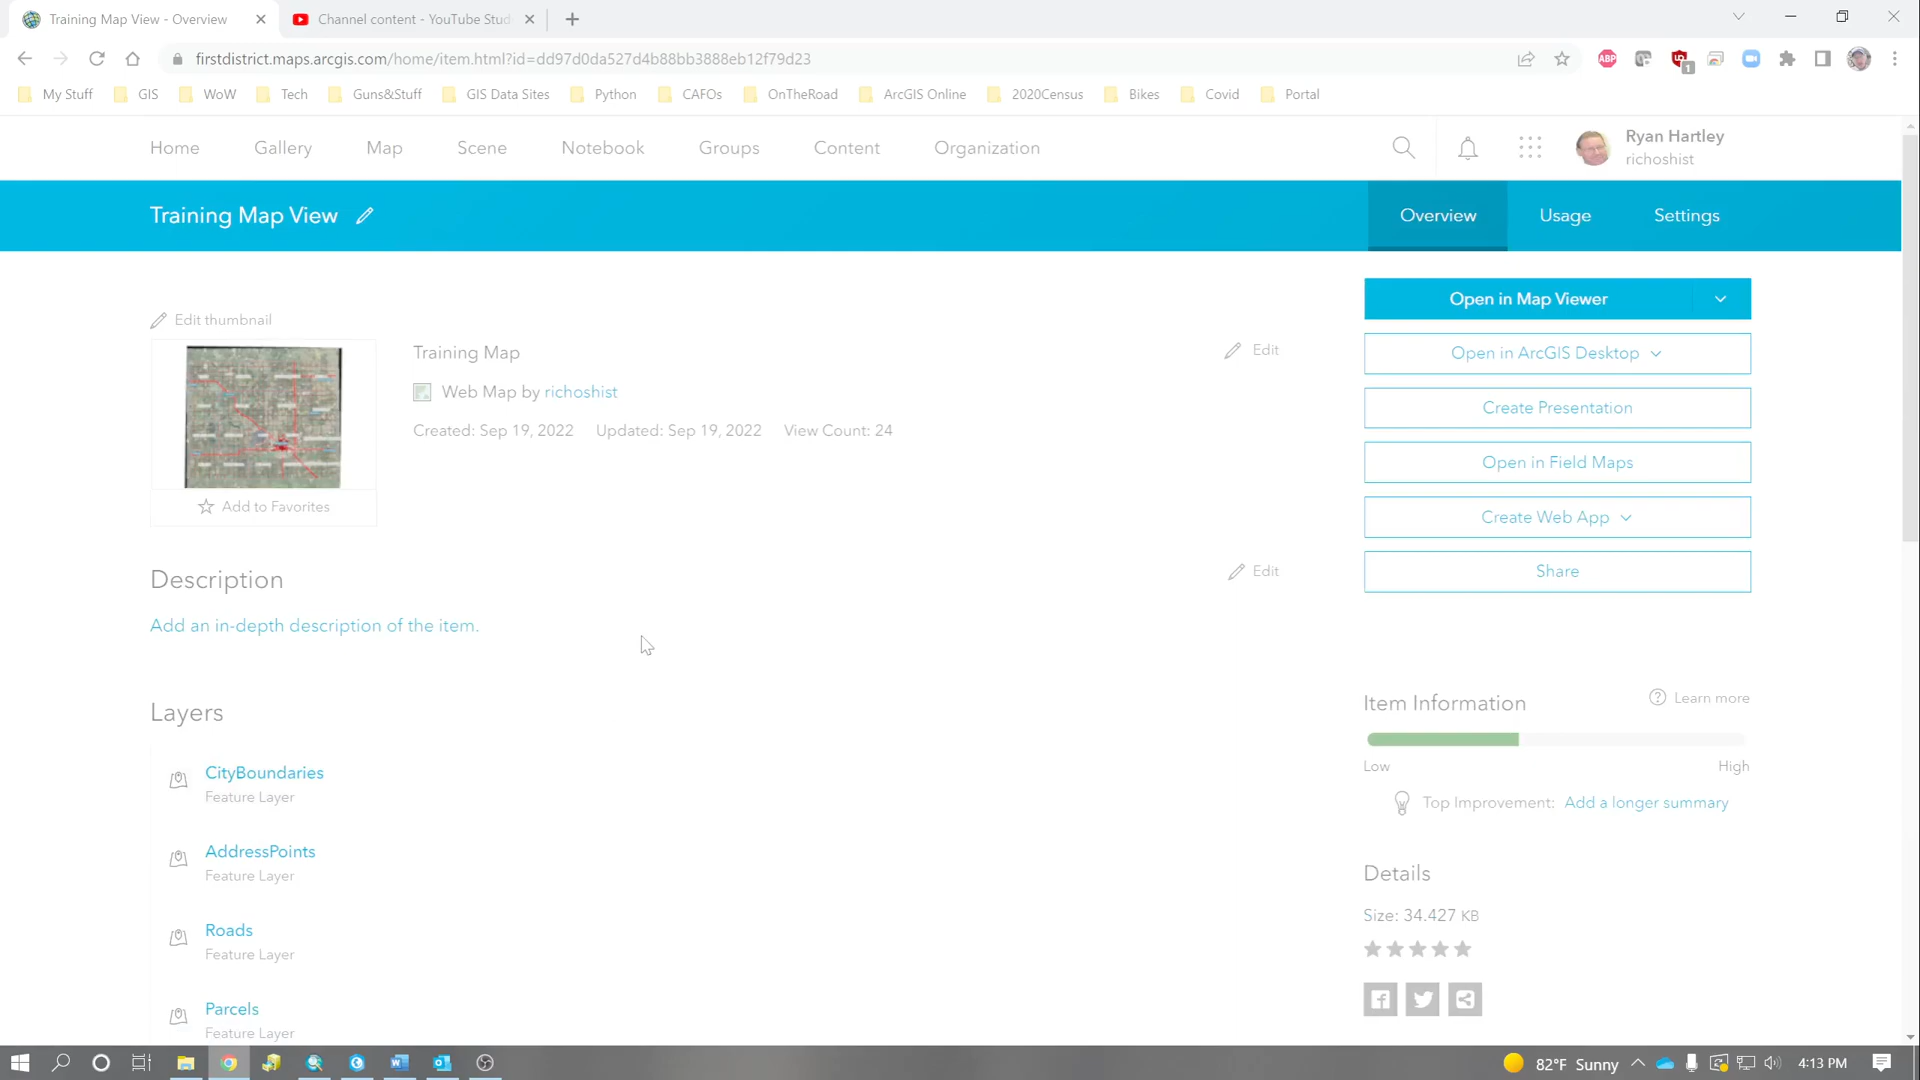 Training Map View - Overview
Channel content - YouTube Stud
firstdistrict.maps.arcgis.com/home/item.html?id=dd97d0da527d4b88bb3888eb12f79d23
ABP
1
My Stuff GIS WoW Tech Guns&Stuff GIS Data Sites Python CAFOs OnTheRoad ArcGIS Online 2020Census Bikes Covid Portal
Home Gallery Map Scene Notebook Groups Content Organization
Ryan Hartley
richoshist
Training Map View
Overview Usage Settings
Open in Map Viewer
Edit thumbnail
Training Map
Edit
Open in ArcGIS Desktop
Web Map by richoshist
Create Presentation
Created: Sep 19, 2022 Updated: Sep 19, 2022 View Count: 24
Open in Field Maps
Add to Favorites
Create Web App
Description
Edit
Share
Add an in-depth description of the item.
Layers
Item Information
Learn more
Low High
CityBoundaries
Feature Layer
Top Improvement: Add a longer summary
AddressPoints
Feature Layer
Details
Size: 34.427 KB
Roads
Feature Layer
Parcels
Feature Layer
82°F Sunny
4:13 PM